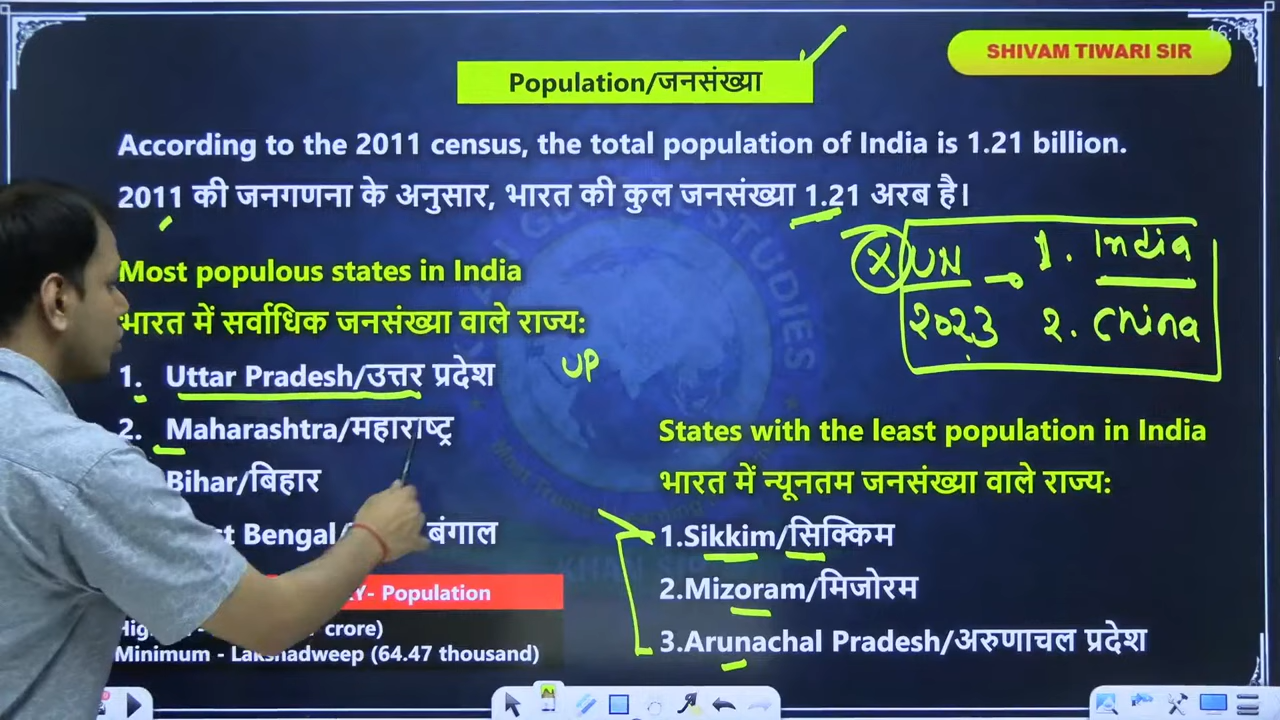 SHIVAM TIWARI SIR
Population/जनसंख्या
According to the 2011 census, the total population of India is 1.21 billion.
2011 की जनगणना के अनुसार, भारत की कुल जनसंख्या 1.21 अरब है।
X UN → 1. India
2023 2. China
Most populous states in India
भारत में सर्वाधिक जनसंख्या वाले राज्य:
1. Uttar Pradesh/उत्तर प्रदेश
UP
2. Maharashtra/महाराष्ट्र
Bihar/बिहार
Bengal/ बंगाल
- Population
crore)
Minimum - Lakshadweep (64.47 thousand)
States with the least population in India
भारत में न्यूनतम जनसंख्या वाले राज्य:
1.Sikkim/सिक्किम
2.Mizoram/मिजोरम
3.Arunachal Pradesh/अरुणाचल प्रदेश